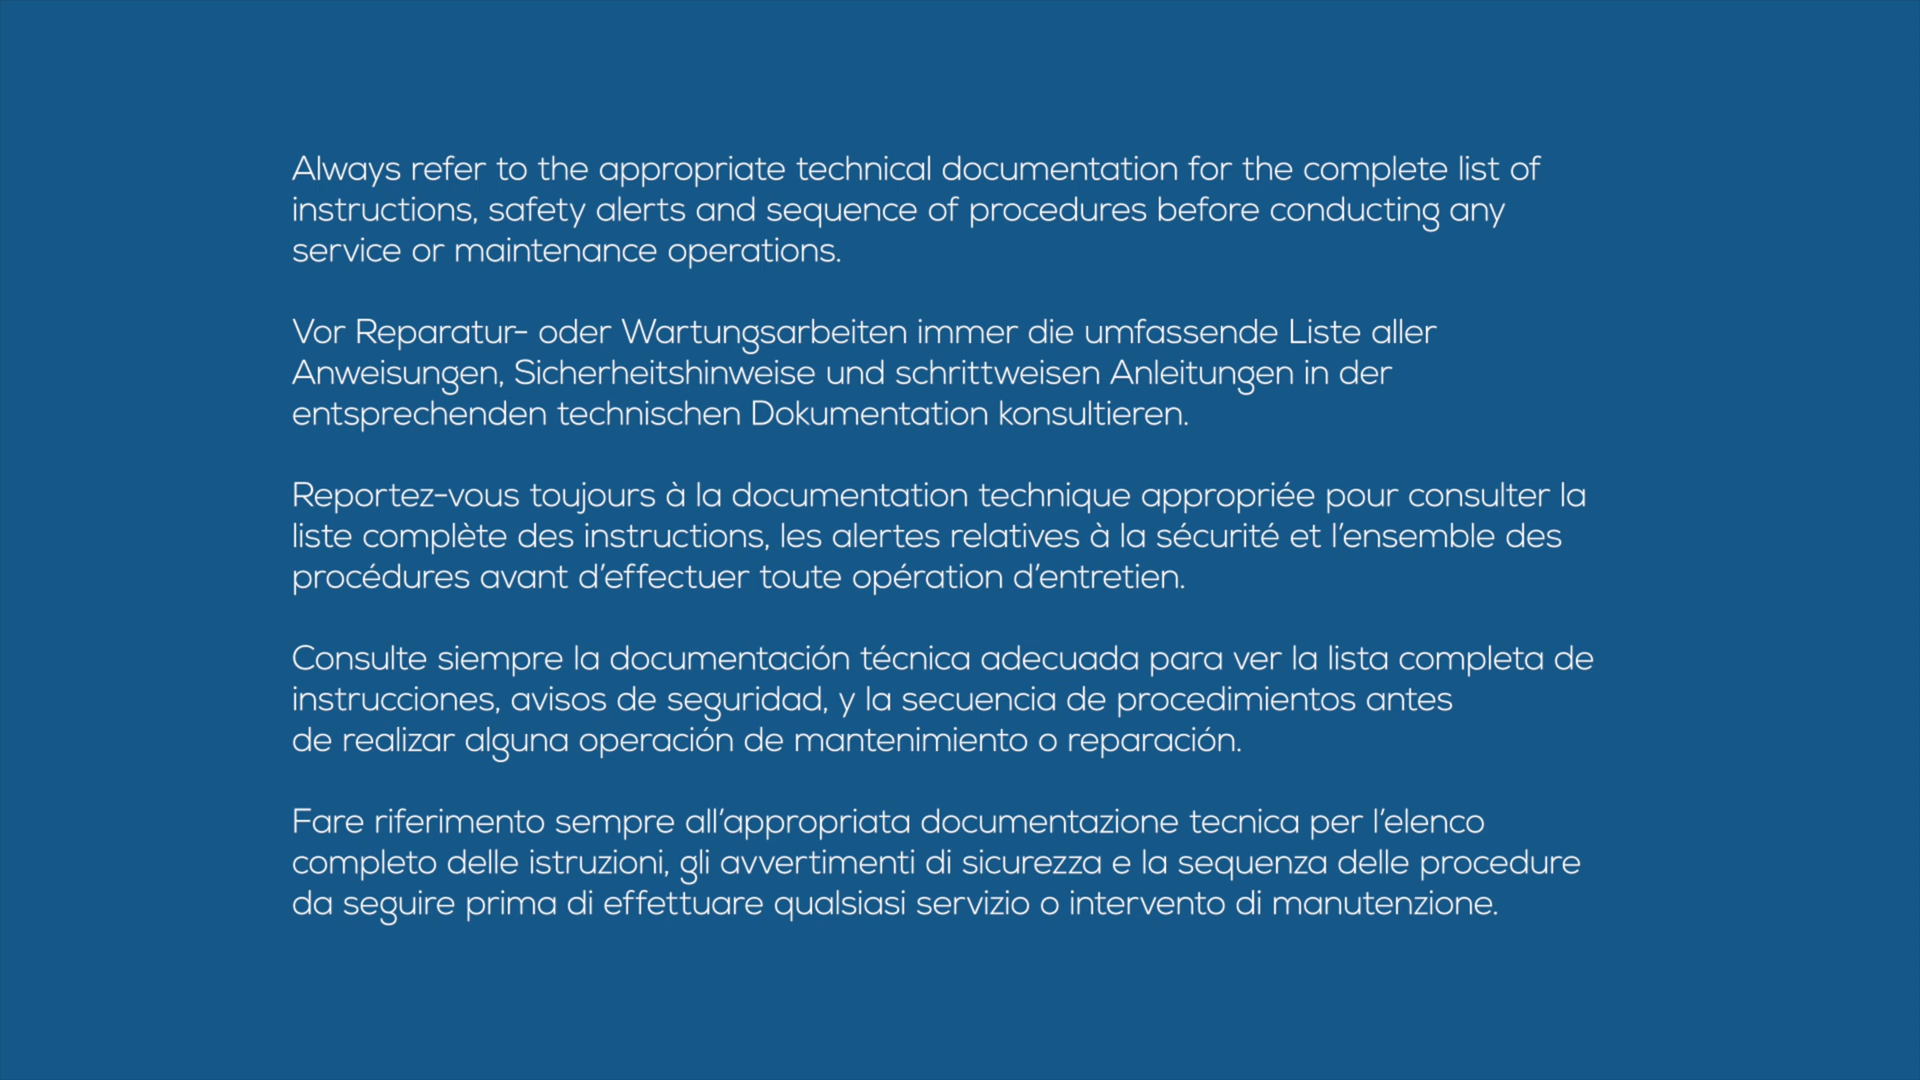 Always refer to the appropriate technical documentation for the complete list of
instructions, safety alerts and sequence of procedures before conducting any
service or maintenance operations.
Vor Reparatur- oder Wartungsarbeiten immer die umfassende Liste aller
Anweisungen, Sicherheitshinweise und schrittweisen Anleitungen in der
entsprechenden technischen Dokumentation konsultieren.
Reportez-vous toujours à la documentation technique appropriée pour consulter la
liste complète des instructions, les alertes relatives à la sécurité et l’ensemble des
procédures avant d’effectuer toute opération d’entretien.
Consulte siempre la documentación técnica adecuada para ver la lista completa de
instrucciones, avisos de seguridad, y la secuencia de procedimientos antes
de realizar alguna operación de mantenimiento o reparación.
Fare riferimento sempre all’appropriata documentazione tecnica per l’elenco
completo delle istruzioni, gli avvertimenti di sicurezza e la sequenza delle procedure
da seguire prima di effettuare qualsiasi servizio o intervento di manutenzione.